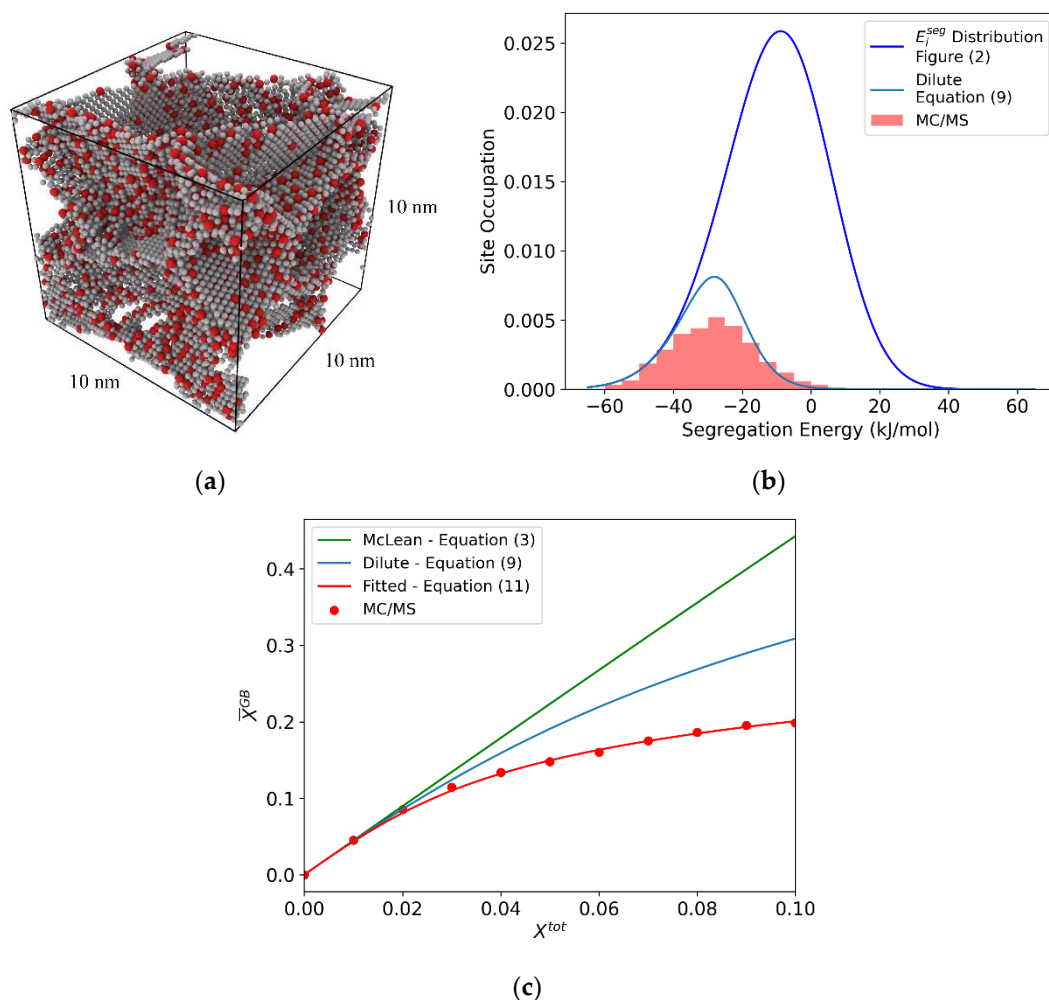 10 nm
10 nm
10 nm
(a)
0.025
0.020
0.015
0.010
0.005
0.000
Site Occupation
E_i^{seg} Distribution
Figure (2)
Dilute
Equation (9)
MC/MS
−60 −40 −20 0 20 40 60
Segregation Energy (kJ/mol)
(b)
McLean - Equation (3)
Dilute - Equation (9)
Fitted - Equation (11)
MC/MS
0.4
0.3
0.2
0.1
0.0
X̅^{GB}
0.00 0.02 0.04 0.06 0.08 0.10
X^{tot}
(c)